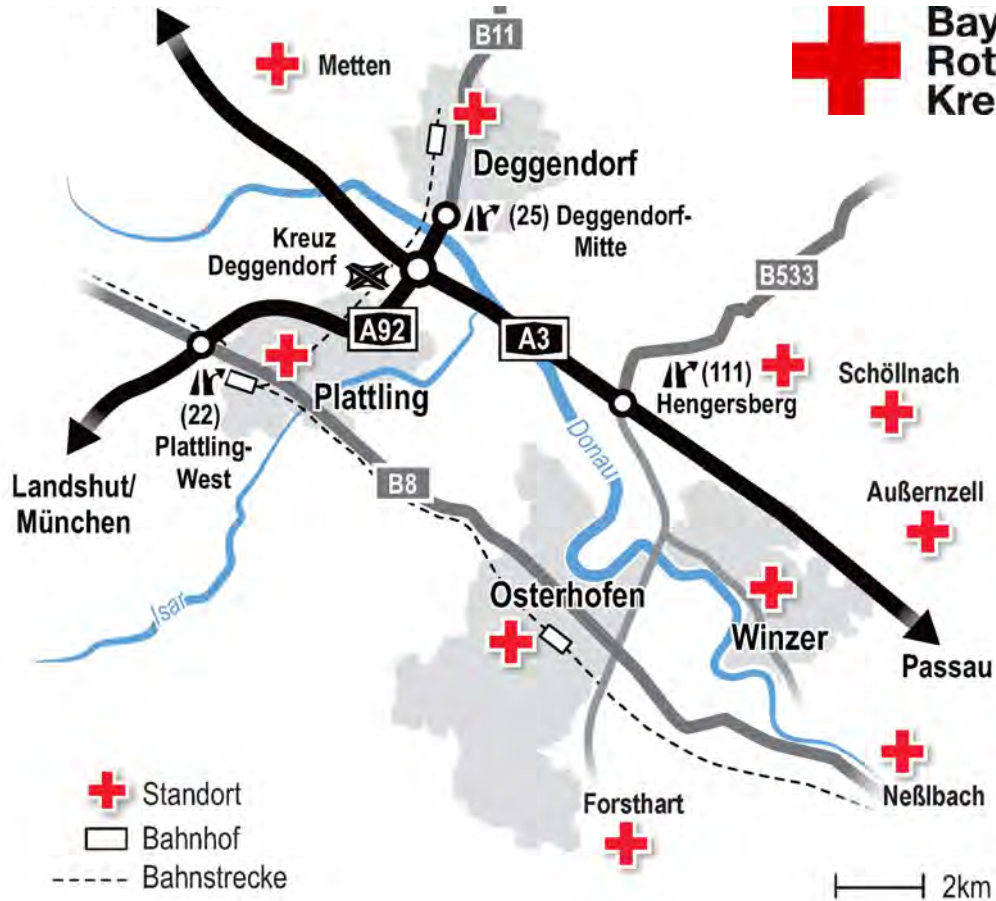 Bay
Rot
Kre
B11
Metten
Deggendorf
(25) Deggendorf-
Mitte
Kreuz
Deggendorf
B533
A92
A3
(111)
Hengersberg
Schöllnach
Plattling
(22)
Plattling-
West
Donau
Landshut/
München
B8
Außernzell
Isar
Osterhofen
Winzer
Passau
Neßlbach
Forsthart
Standort
Bahnhof
Bahnstrecke
2km